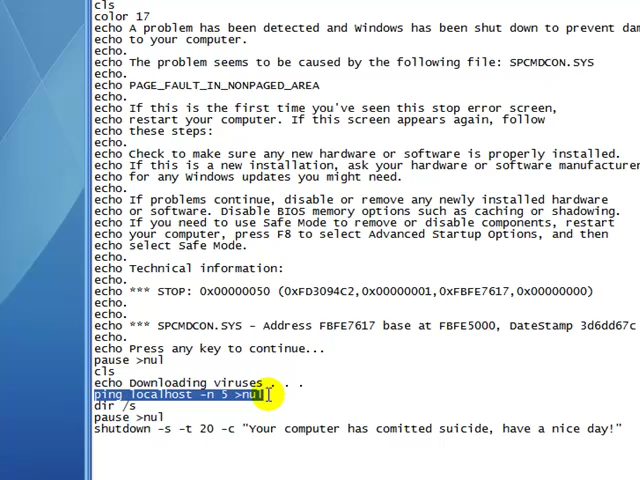 cls
color 17
echo A problem has been detected and Windows has been shut down to prevent dam
echo to your computer.
echo.
echo The problem seems to be caused by the following file: SPCMDCON.SYS
echo.
echo PAGE_FAULT_IN_NONPAGED_AREA
echo.
echo If this is the first time you've seen this stop error screen,
echo restart your computer. If this screen appears again, follow
echo these steps:
echo.
echo Check to make sure any new hardware or software is properly installed.
echo If this is a new installation, ask your hardware or software manufacturer
echo for any Windows updates you might need.
echo.
echo If problems continue, disable or remove any newly installed hardware
echo or software. Disable BIOS memory options such as caching or shadowing.
echo If you need to use Safe Mode to remove or disable components, restart
echo your computer, press F8 to select Advanced Startup Options, and then
echo select Safe Mode.
echo.
echo Technical information:
echo.
echo *** STOP: 0x00000050 (0xFD3094C2,0x00000001,0xFBFE7617,0x00000000)
echo.
echo.
echo *** SPCMDCON.SYS - Address FBFE7617 base at FBFE5000, DateStamp 3d6dd67c
echo.
echo Press any key to continue...
pause >nul
cls
echo Downloading viruses . . .
ping localhost -n 5 >nul
dir /s
pause >nul
shutdown -s -t 20 -c "Your computer has comitted suicide, have a nice day!"